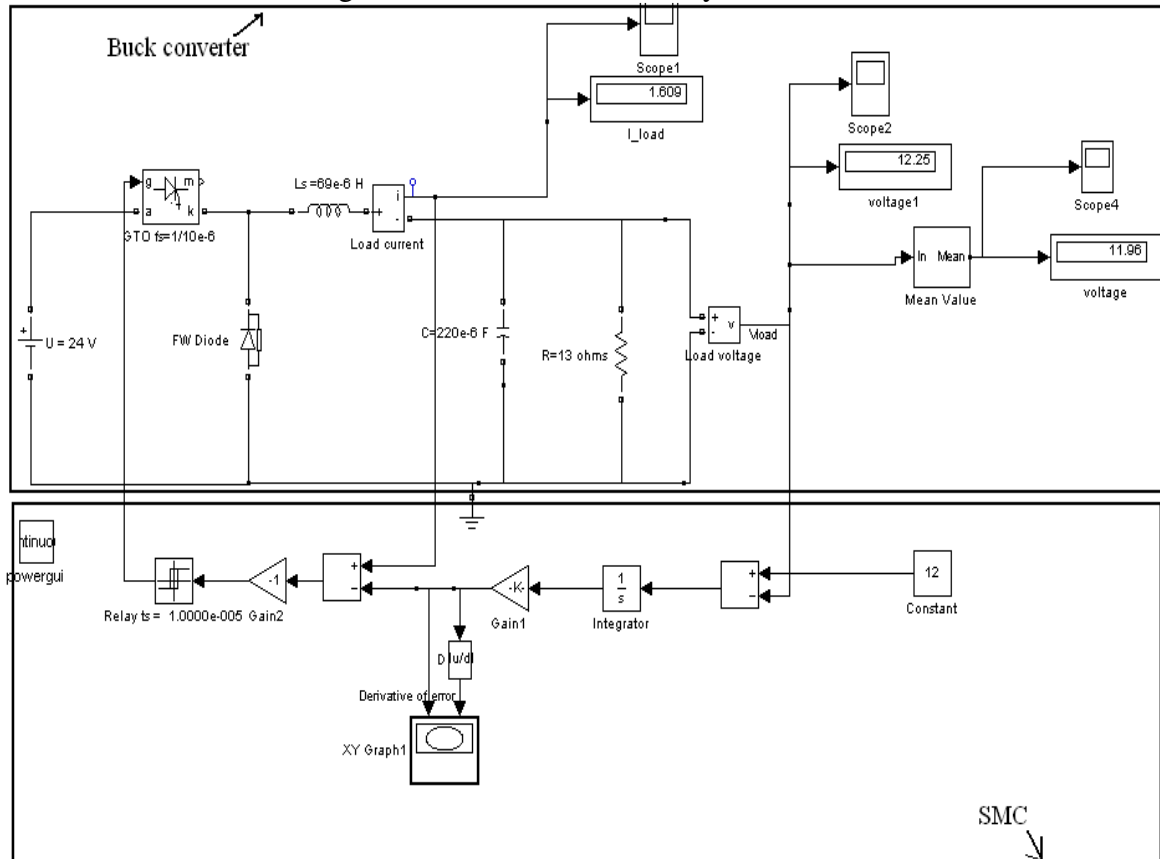 Buck converter
Scope1
1.609
I_load
Scope2
12.25
voltage1
Scope4
In Mean
Mean Value
11.96
voltage
g m
a k
GTO fs=1/10e-6
Ls =69e-6 H
i
+ -
Load current
+
U = 24 V
FW Diode
C=220e-6 F
R=13 ohms
+ v
-
Vload
Load voltage
ntinuo
powergui
Relay ts = 1.0000e-005
-1
Gain2
+
-
-K-
Gain1
1
s
Integrator
+
-
12
Constant
Derivative of error
XY Graph1
SMC